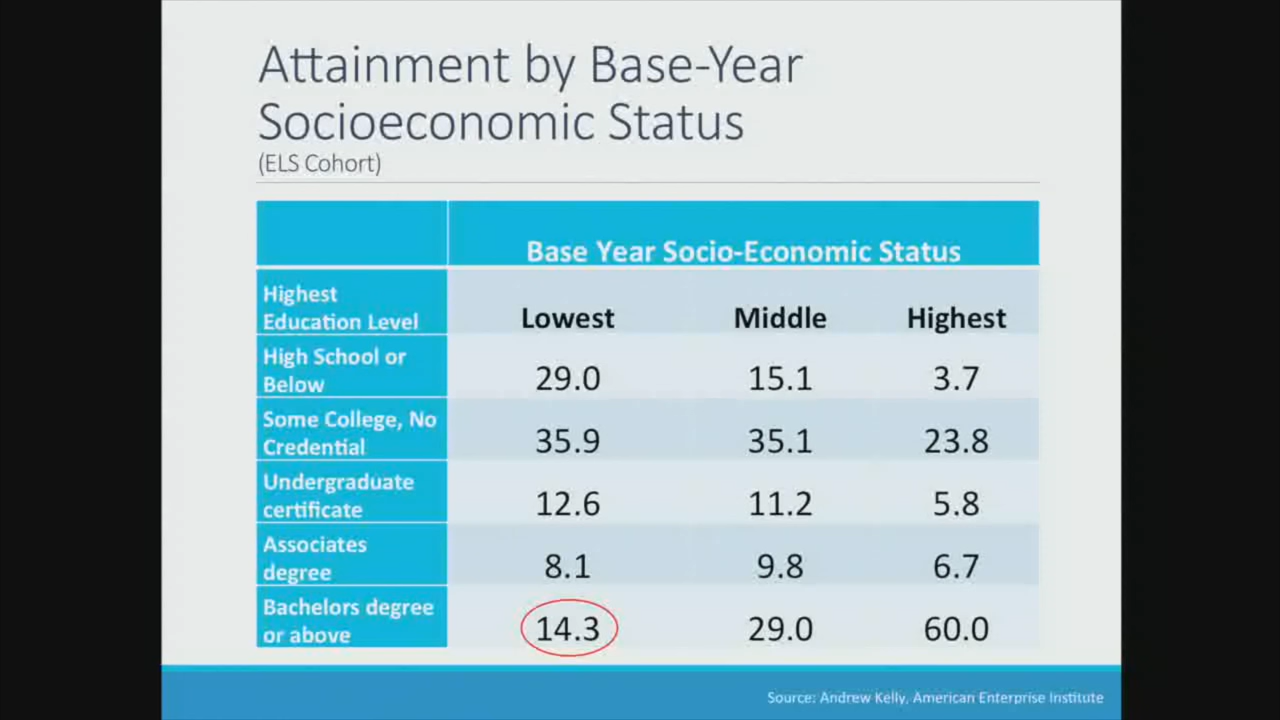 Attainment by Base-Year
Socioeconomic Status
(ELS Cohort)
Base Year Socio-Economic Status
Highest
Education Level
Lowest Middle Highest
High School or
Below
29.0 15.1 3.7
Some College, No
Credential
35.9 35.1 23.8
Undergraduate
certificate
12.6 11.2 5.8
Associates
degree
8.1 9.8 6.7
Bachelors degree
or above
14.3 29.0 60.0
Source: Andrew Kelly, American Enterprise Institute